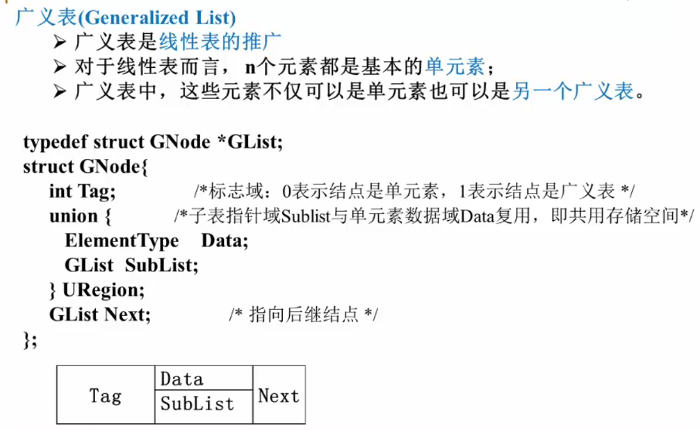 广义表(Generalized List)
➢ 广义表是线性表的推广
➢ 对于线性表而言，n个元素都是基本的单元素；
➢ 广义表中，这些元素不仅可以是单元素也可以是另一个广义表。
typedef struct GNode *GList;
struct GNode{
int Tag; /*标志域：0表示结点是单元素，1表示结点是广义表 */
union { /*子表指针域Sublist与单元素数据域Data复用，即共用存储空间*/
ElementType Data;
GList SubList;
} URegion;
GList Next; /* 指向后继结点 */
};
Tag
Data
SubList
Next